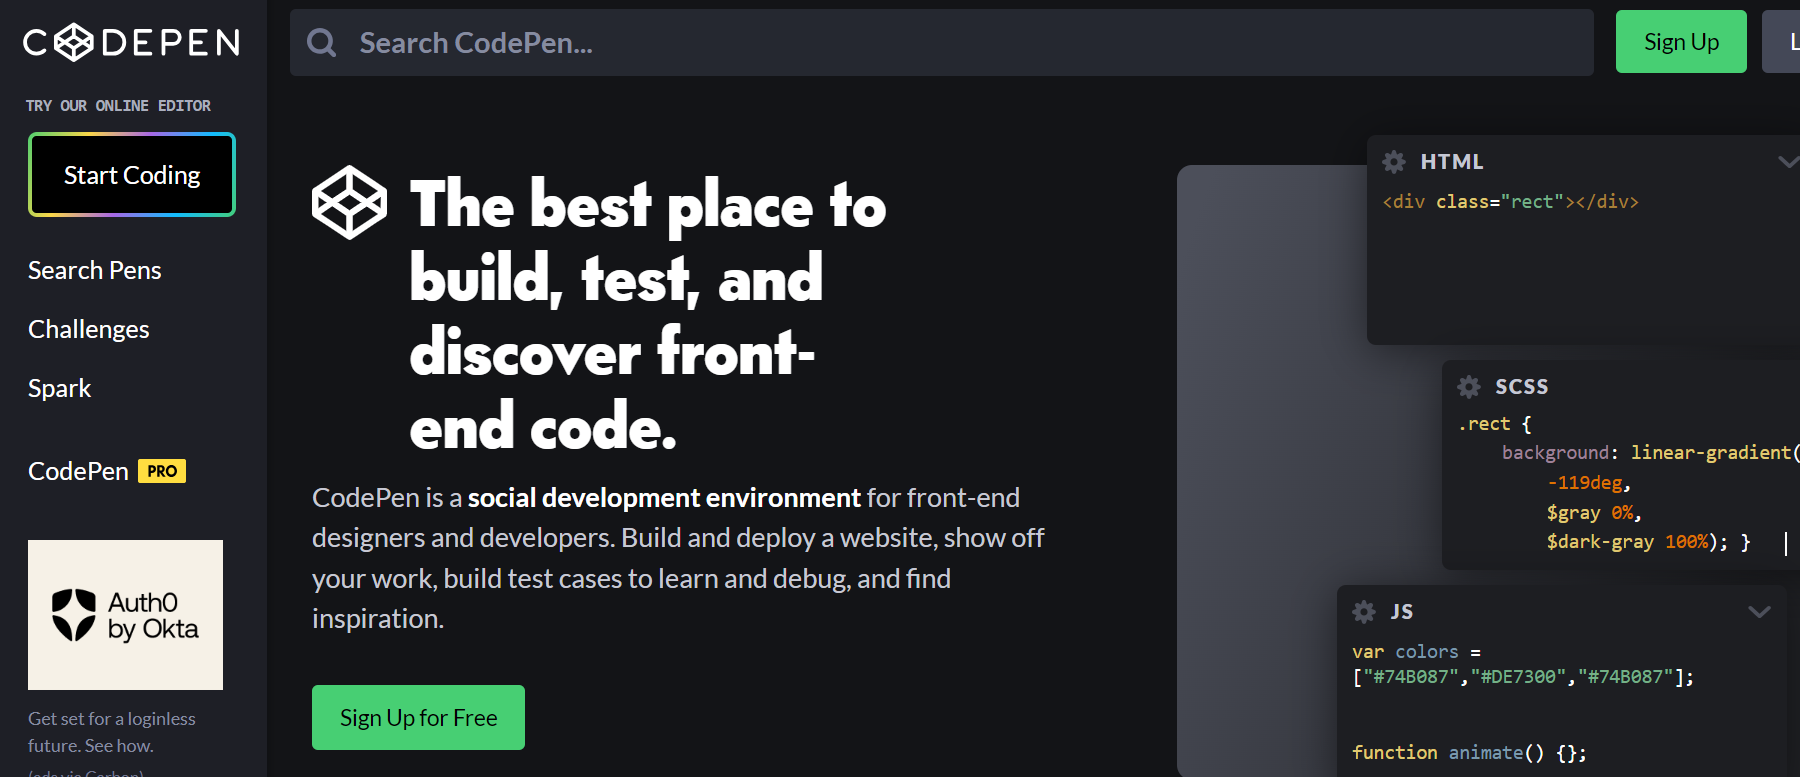 CODEPEN
Search CodePen...
Sign Up
TRY OUR ONLINE EDITOR
Start Coding
Search Pens
Challenges
Spark
CodePen PRO
Auth0
by Okta
Get set for a loginless
future. See how.
The best place to
build, test, and
discover front-
end code.
CodePen is a social development environment for front-end
designers and developers. Build and deploy a website, show off
your work, build test cases to learn and debug, and find
inspiration.
Sign Up for Free
HTML
<div class="rect"></div>
SCSS
.rect {
background: linear-gradient(
-119deg,
$gray 0%,
$dark-gray 100%); }
JS
var colors =
["#74B087","#DE7300","#74B087"];
function animate() {};